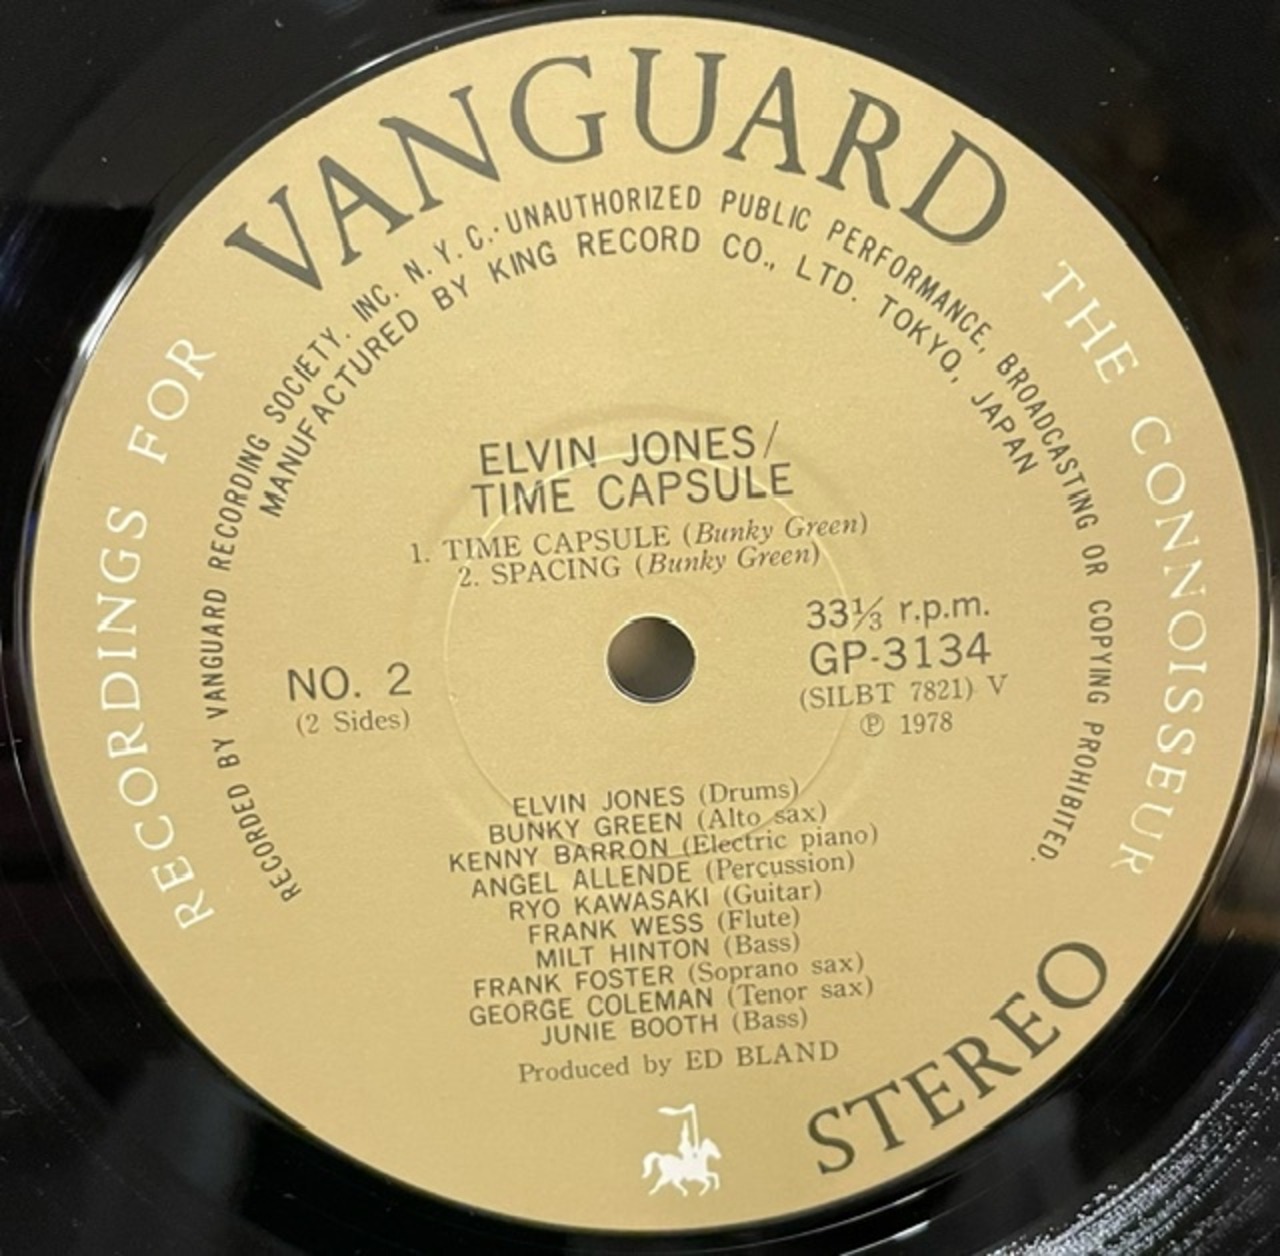 RECORDINGS FOR VANGUARD THE CONNOISSEUR
RECORDED BY VANGUARD RECORDING SOCIETY. INC. N. Y. C.· UNAUTHORIZED PUBLIC PERFORMANCE, BROADCASTING OR COPYING PROHIBITED.
MANUFACTURED BY KING RECORD CO., LTD. TOKYO, JAPAN
ELVIN JONES/
TIME CAPSULE
1. TIME CAPSULE (Bunky Green)
2. SPACING (Bunky Green)
NO. 2
(2 Sides)
33⅓ r.p.m.
GP-3134
(SILBT 7821) V
Ⓟ 1978
ELVIN JONES (Drums)
BUNKY GREEN (Alto sax)
KENNY BARRON (Electric piano)
ANGEL ALLENDE (Percussion)
RYO KAWASAKI (Guitar)
FRANK WESS (Flute)
MILT HINTON (Bass)
FRANK FOSTER (Soprano sax)
GEORGE COLEMAN (Tenor sax)
JUNIE BOOTH (Bass)
Produced by ED BLAND
STEREO